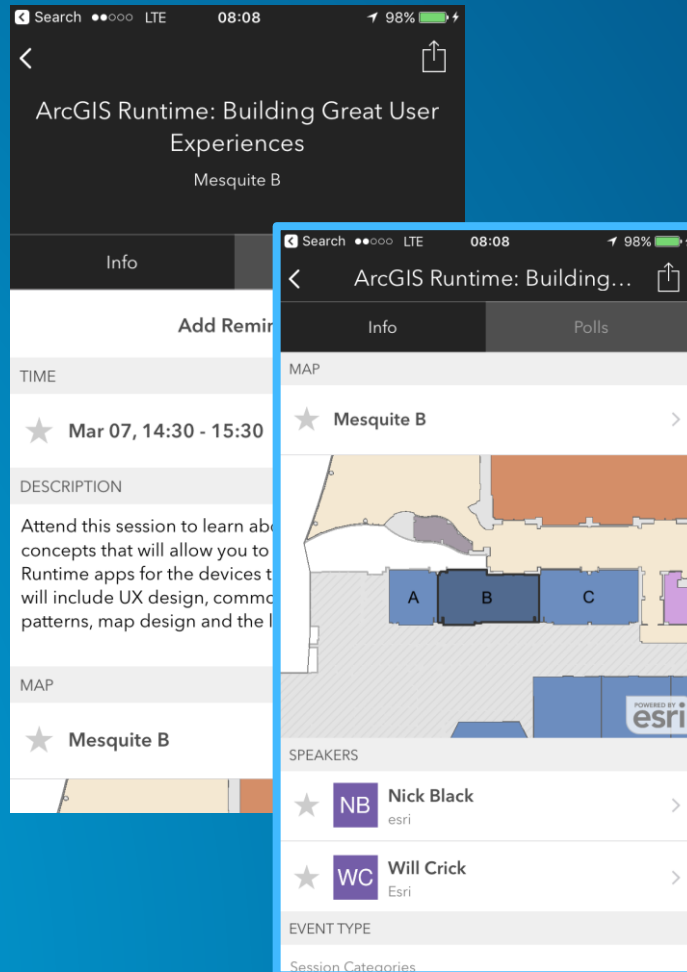 Search LTE 08:08 98%
ArcGIS Runtime: Building Great User
Experiences
Mesquite B
Info
Add Remin
TIME
Mar 07, 14:30 - 15:30
DESCRIPTION
Attend this session to learn abo
concepts that will allow you to
Runtime apps for the devices t
will include UX design, commo
patterns, map design and the l
MAP
Mesquite B
Search LTE 08:08 98%
ArcGIS Runtime: Building...
Info Polls
MAP
Mesquite B
A B C
POWERED BY
esri
SPEAKERS
NB Nick Black
esri
WC Will Crick
Esri
EVENT TYPE
Session Categories